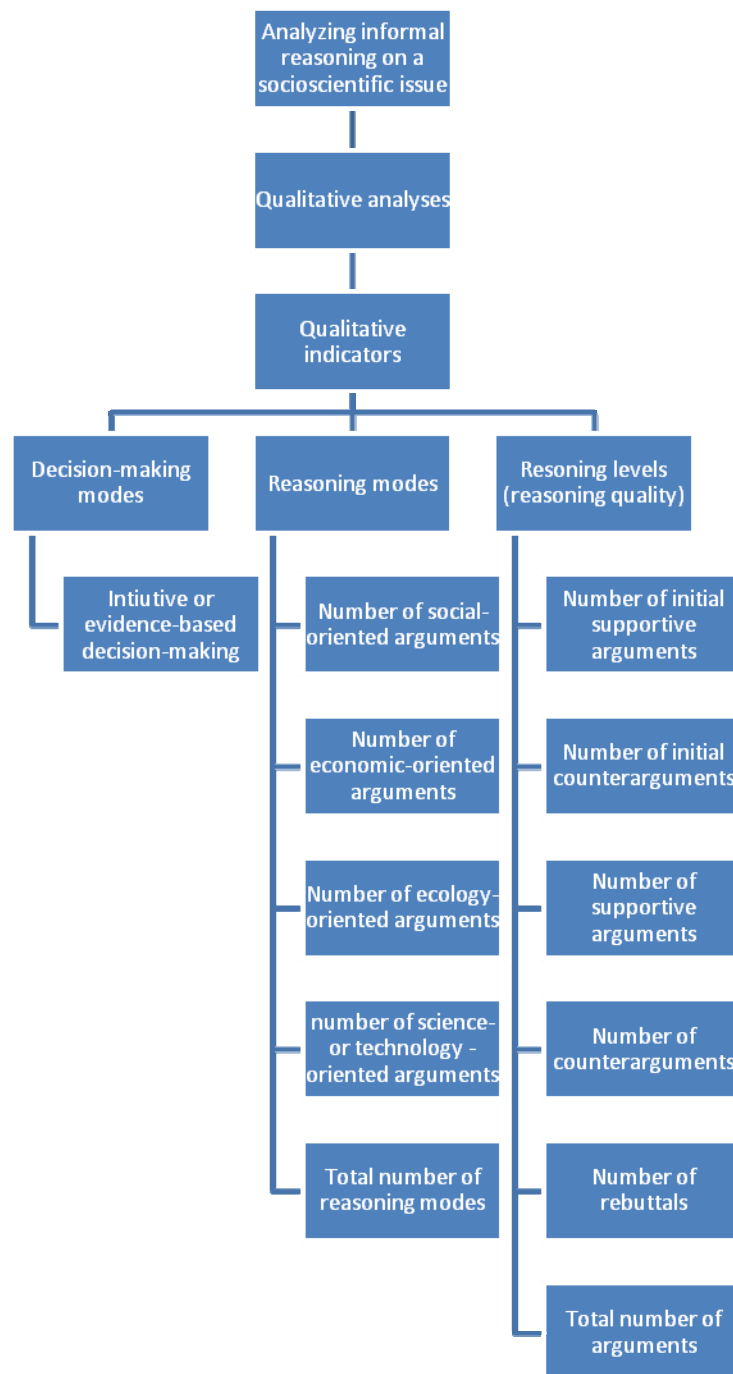 Analyzing informal
reasoning on a
socioscientific issue
Qualitative analyses
Qualitative
indicators
Decision-making
modes
Intiutive or
evidence-based
decision-making
Reasoning modes
Number of social-
oriented arguments
Number of
economic-oriented
arguments
Number of ecology-
oriented arguments
number of science-
or technology -
oriented arguments
Total number of
reasoning modes
Resoning levels
(reasoning quality)
Number of initial
supportive
arguments
Number of initial
counterarguments
Number of
supportive
arguments
Number of
counterarguments
Number of
rebuttals
Total number of
arguments